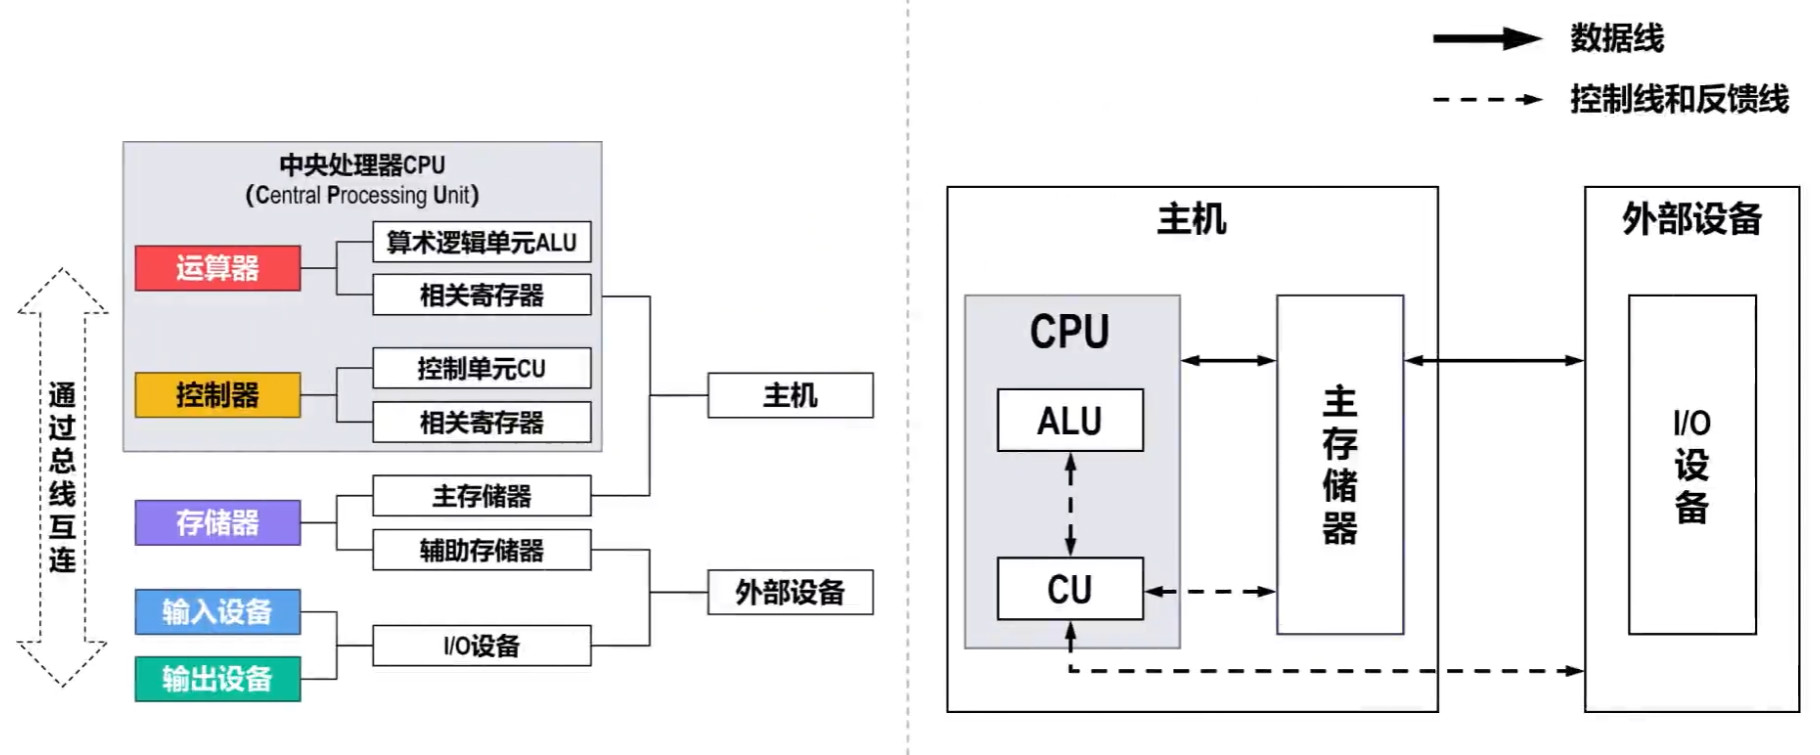 中央处理器CPU
(Central Processing Unit)
运算器
算术逻辑单元ALU
相关寄存器
控制器
控制单元CU
相关寄存器
存储器
主存储器
辅助存储器
输入设备
输出设备
I/O设备
主机
外部设备
通过总线互连
数据线
控制线和反馈线
主机
CPU
ALU
CU
主存储器
外部设备
I/O
设备